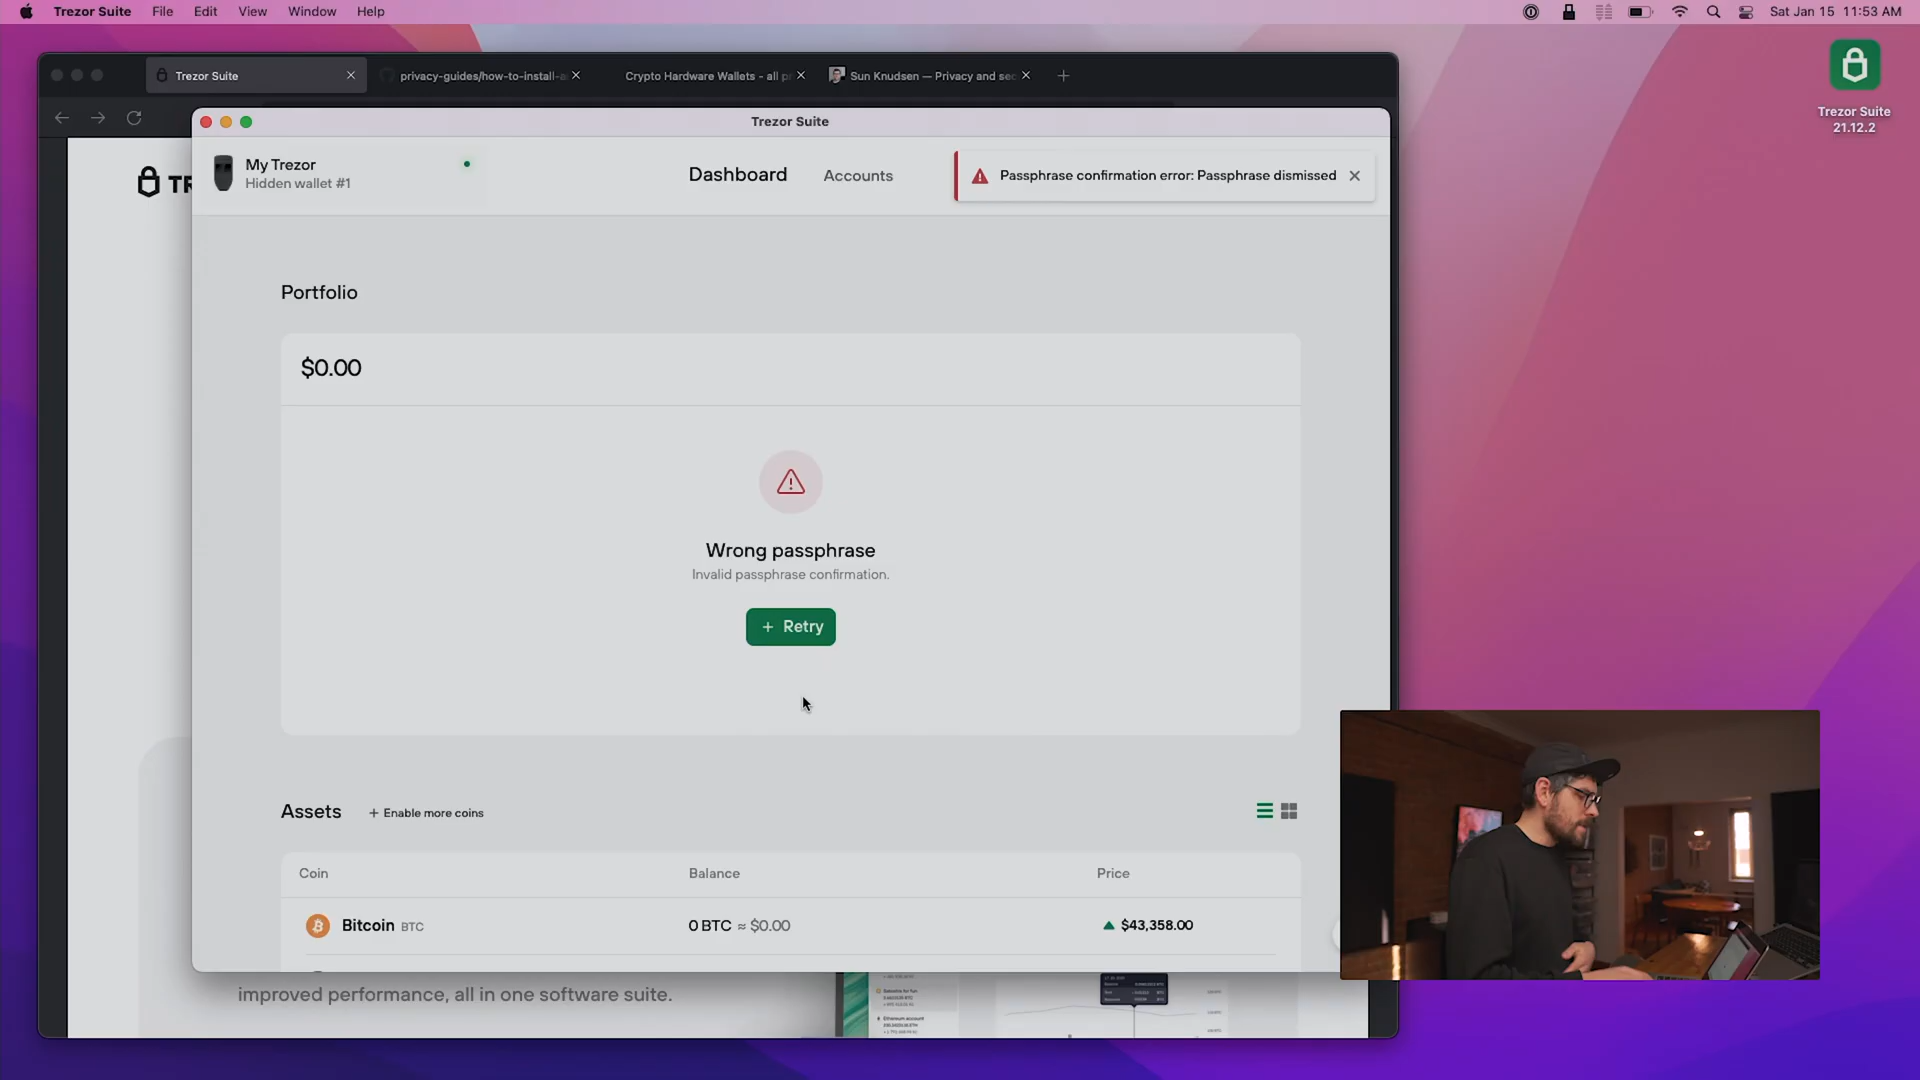 Trezor Suite File Edit View Window Help
Sat Jan 15 11:53 AM
Trezor Suite
privacy-guides/how-to-install-a
Crypto Hardware Wallets - all pr
Sun Knudsen — Privacy and sec
Trezor Suite
21.12.2
Trezor Suite
TR
My Trezor
Hidden wallet #1
Dashboard
Accounts
Passphrase confirmation error: Passphrase dismissed
Portfolio
$0.00
Wrong passphrase
Invalid passphrase confirmation.
+ Retry
Assets
+ Enable more coins
Coin
Balance
Price
Bitcoin BTC
0 BTC ≈ $0.00
$43,358.00
improved performance, all in one software suite.
Ethereum account